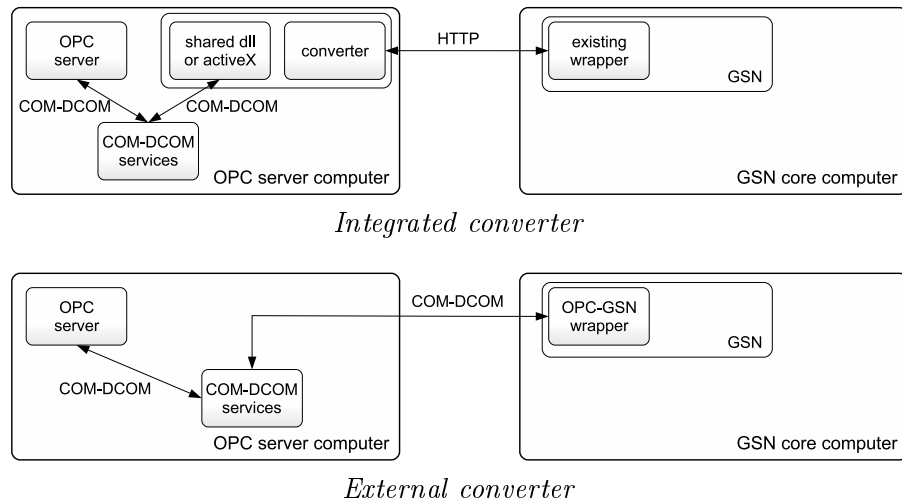 OPC
server
shared dll
or activeX
converter
HTTP
existing
wrapper
GSN
COM-DCOM
COM-DCOM
COM-DCOM
services
OPC server computer
GSN core computer
Integrated converter
OPC
server
COM-DCOM
OPC-GSN
wrapper
GSN
COM-DCOM
COM-DCOM
services
OPC server computer
GSN core computer
External converter